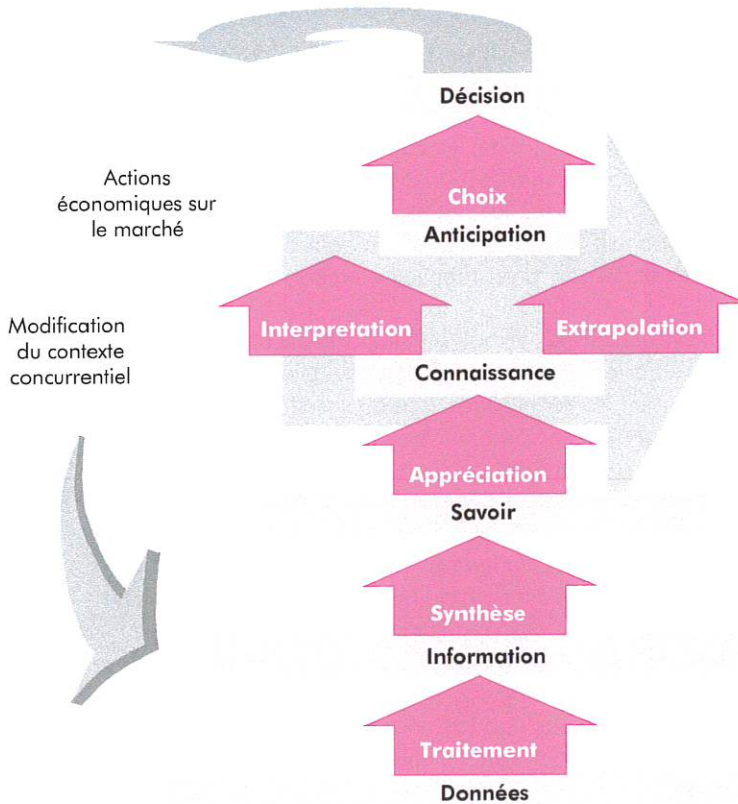 Décision
Choix
Anticipation
Actions
économiques sur
le marché
Interpretation
Extrapolation
Modification
du contexte
concurrentiel
Connaissance
Appréciation
Savoir
Synthèse
Information
Traitement
Données